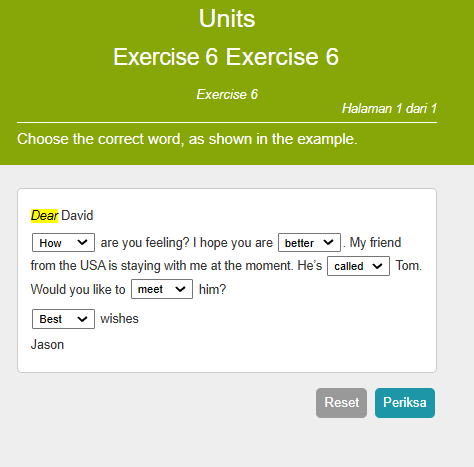 Units
Exercise 6 Exercise 6
Exercise 6
Halaman 1 dari 1
Choose the correct word, as shown in the example.
Dear David
How are you feeling? I hope you are better . My friend
from the USA is staying with me at the moment. He's called Tom.
Would you like to meet him?
Best wishes
Jason
Reset Periksa